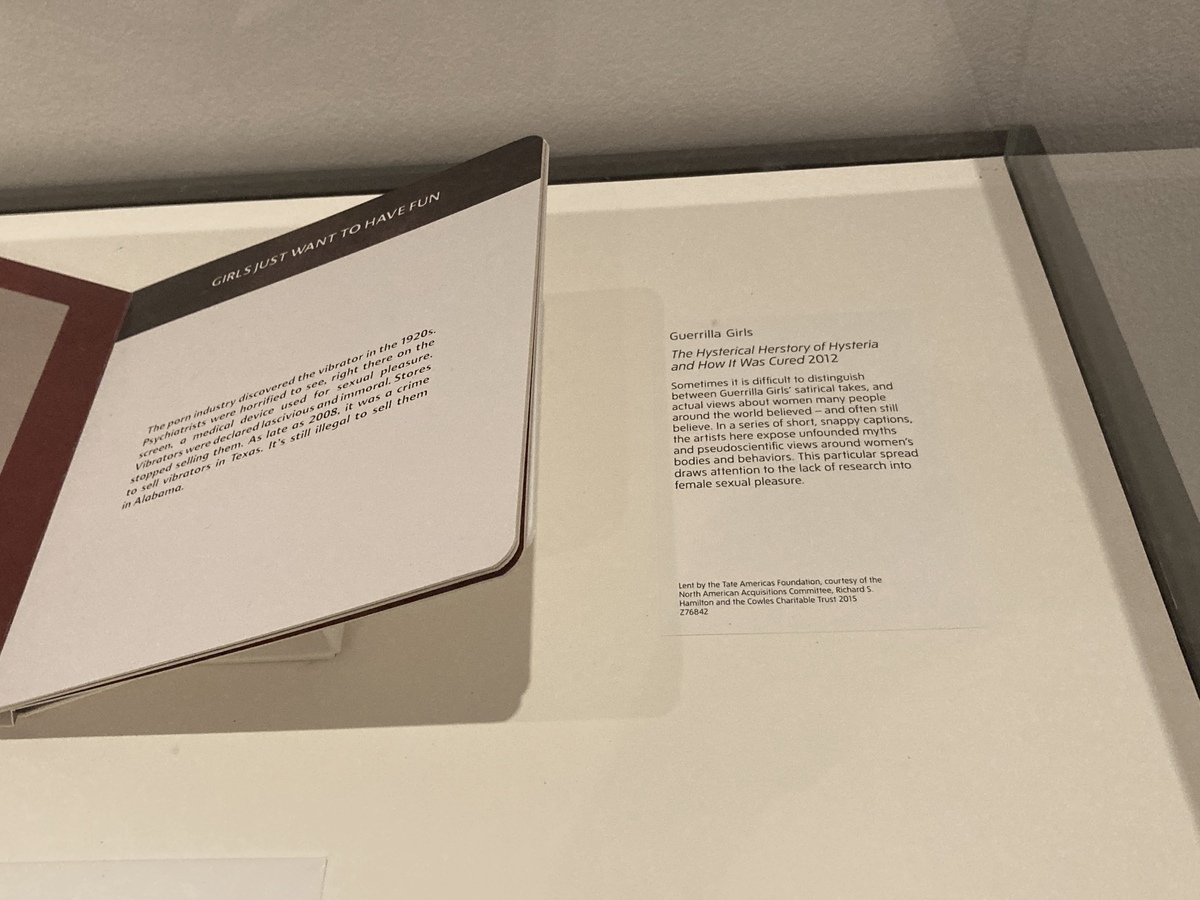 GIRLS JUST WANT TO HAVE FUN
The porn industry discovered the vibrator in the 1920s.
Psychiatrists were horrified to see, right there on the
screen, a medical device used for sexual pleasure.
Vibrators were declared lascivious and immoral. Stores
stopped selling them. As late as 2008, it was a crime
to sell vibrators in Texas. It's still illegal to sell them
in Alabama.
Guerrilla Girls
The Hysterical Herstory of Hysteria
and How It Was Cured 2012
Sometimes it is difficult to distinguish
between Guerrilla Girls' satirical takes, and
actual views about women many people
around the world believed – and often still
believe. In a series of short, snappy captions,
the artists here expose unfounded myths
and pseudoscientific views around women's
bodies and behaviors. This particular spread
draws attention to the lack of research into
female sexual pleasure.
Lent by the Tate Americas Foundation, courtesy of the
North American Acquisitions Committee, Richard S.
Hamilton and the Cowles Charitable Trust 2015
Z76842